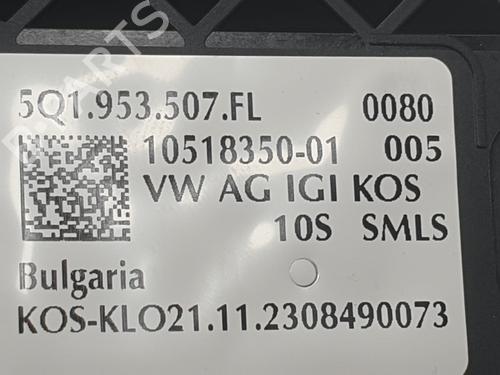 5Q1.953.507.FL 0080
10518350-01 005
VW AG IGI KOS
10S SMLS
Bulgaria
KOS-KLO21.11.2308490073